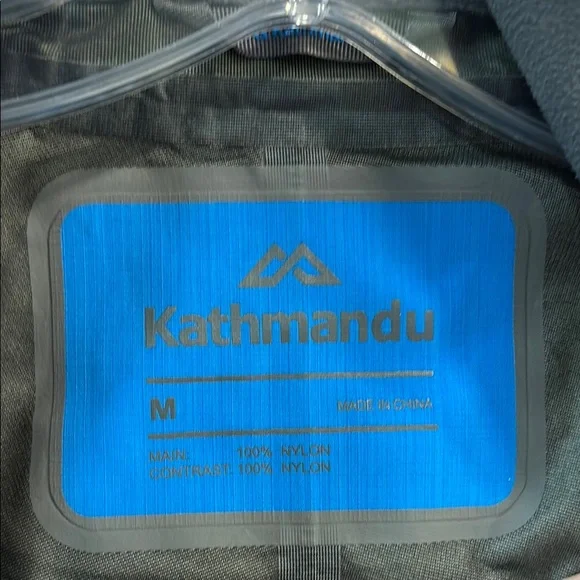 Kathmandu
M MADE IN CHINA
MAIN: 100% NYLON
CONTRAST: 100% NYLON